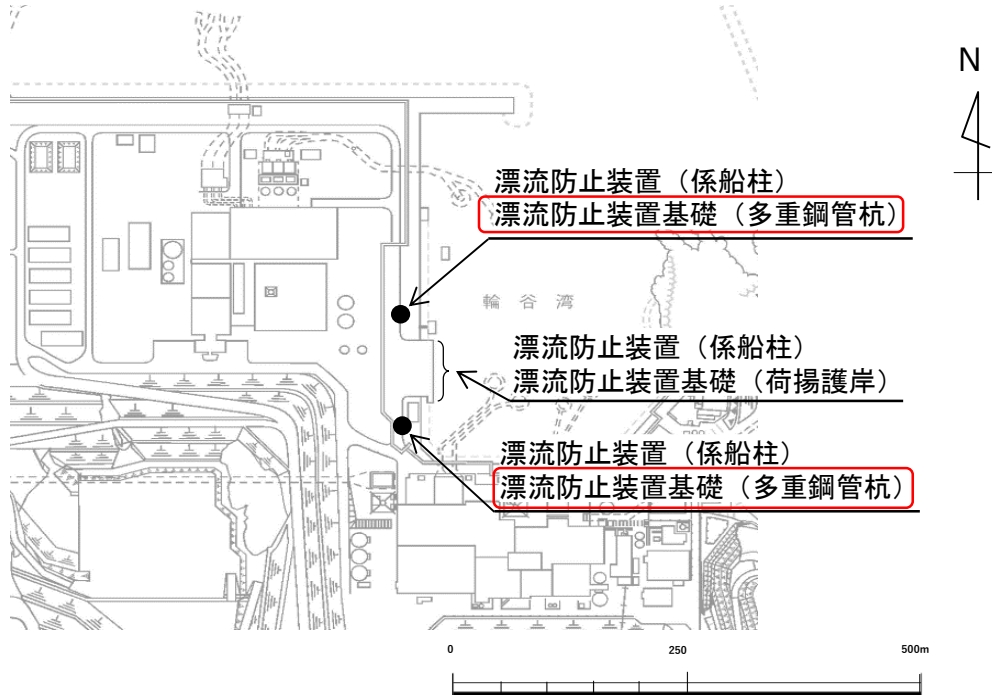 N
漂流防止装置（係船柱）
漂流防止装置基礎（多重鋼管杭）
輪谷湾
漂流防止装置（係船柱）
漂流防止装置基礎（荷揚護岸）
漂流防止装置（係船柱）
漂流防止装置基礎（多重鋼管杭）
0 250 500m